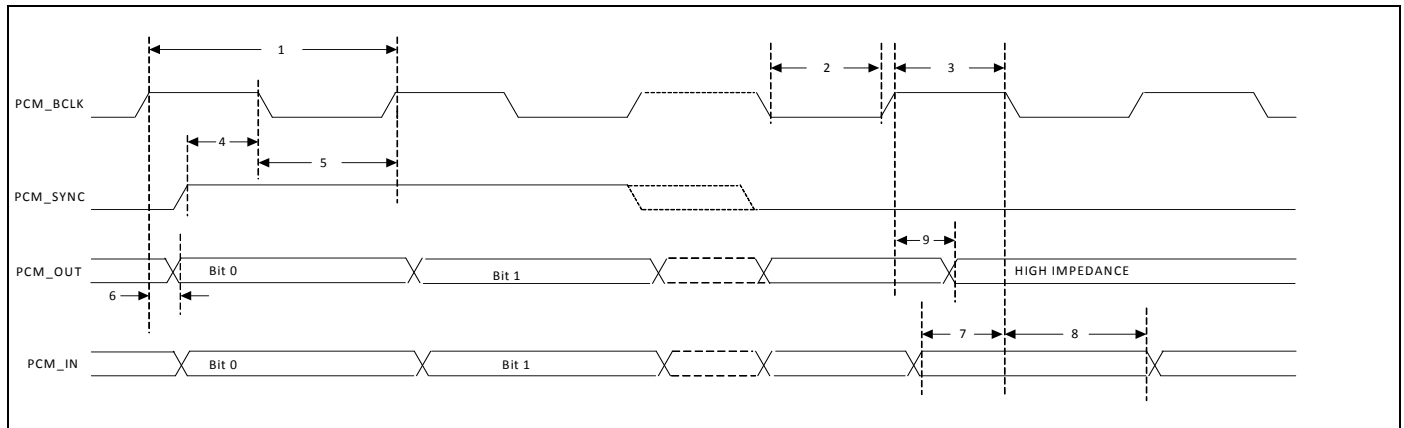 1
2
3
PCM_BCLK
4
5
PCM_SYNC
9
PCM_OUT
Bit 0
Bit 1
HIGH IMPEDANCE
6
7
8
PCM_IN
Bit 0
Bit 1